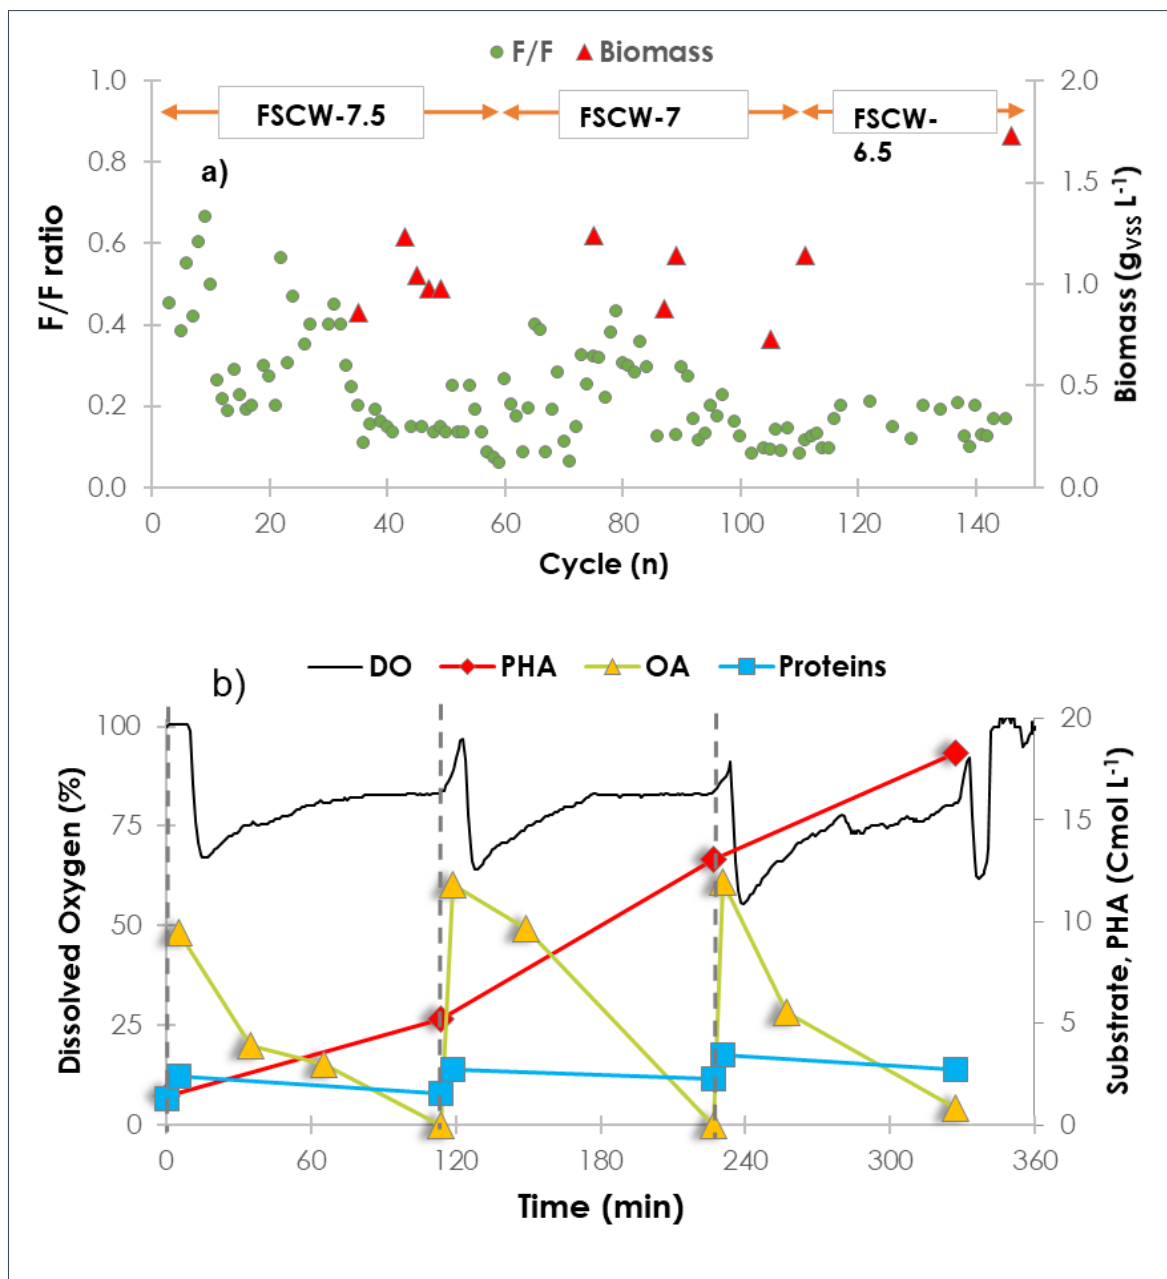 F/F Biomass
1.0 2.0
FSCW-7.5 FSCW-7 FSCW-
6.5
0.8
a)
1.5
0.6
1.0
0.4
0.5
0.2
0.0 0.0
0 20 40 60 80 100 120 140
F/F ratio
Biomass (gVSS L-1)
Cycle (n)
DO PHA OA Proteins
b)
100 20
75 15
50 10
25 5
0 0
0 60 120 180 240 300 360
Dissolved Oxygen (%)
Substrate, PHA (Cmol L-1)
Time (min)